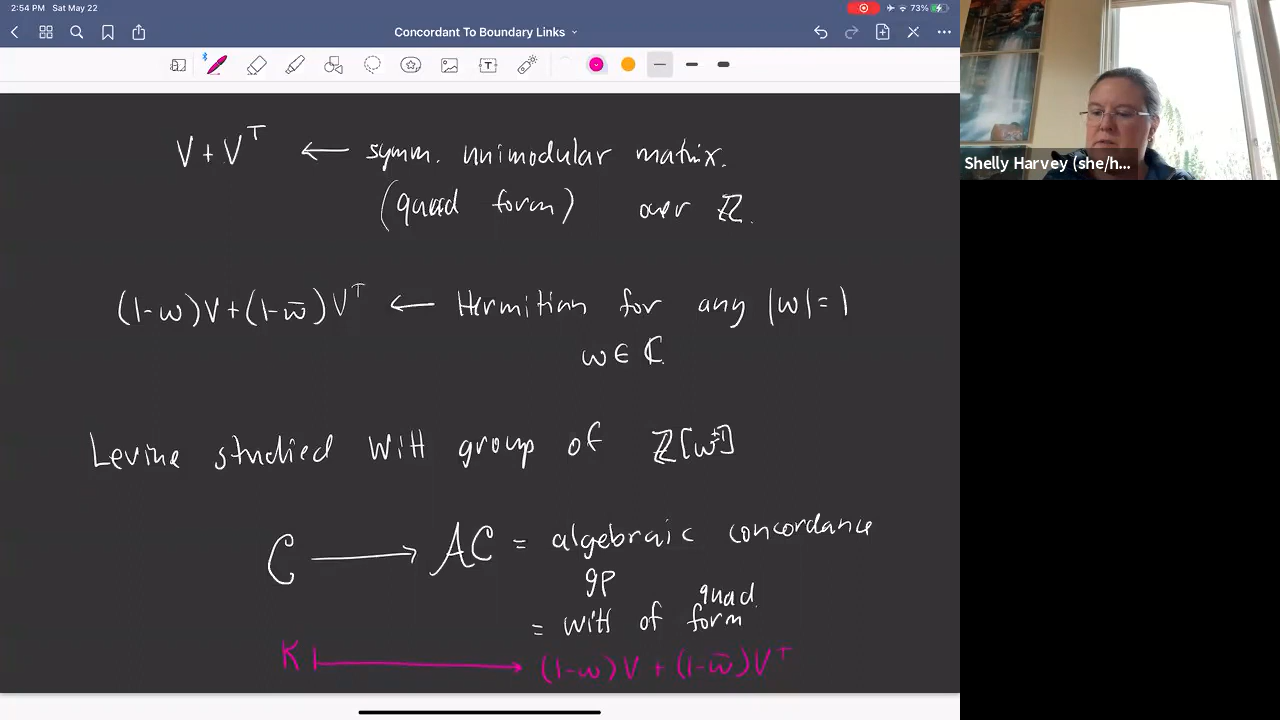 2:54 PM Sat May 22
73%
Concordant To Boundary Links
V + V^T ← symm. unimodular matrix.
(quad form) over ℤ.
(1-w)V+(1-w̄)V^T ← Hermitian for any |w|=1
w ∈ ℂ.
Levine studied Witt group of ℤ[w^±1]
C → AC = algebraic concordance
gp
quad.
= witt of form
K ↦ (1-w)V + (1-w̄)V^T
Shelly Harvey (she/h...